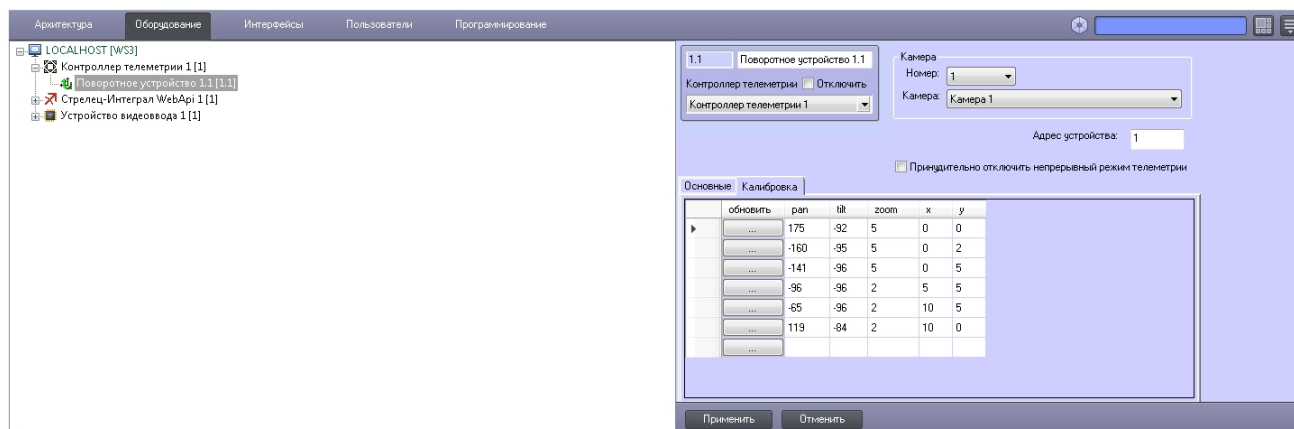 Архитектура Оборудование Интерфейсы Пользователи Программирование
LOCALHOST [WS3]
Контроллер телеметрии 1 [1]
Поворотное устройство 1.1 [1.1]
Стрелец-Интеграл WebApi 1 [1]
Устройство видеоввода 1 [1]
1.1 Поворотное устройство 1.1
Контроллер телеметрии Отключить
Контроллер телеметрии 1
Камера
Номер: 1
Камера: Камера 1
Адрес устройства: 1
Принудительно отключить непрерывный режим телеметрии
Основные Калибровка
обновить pan tilt zoom x y
... 175 -92 5 0 0
... -160 -95 5 0 2
... -141 -96 5 0 5
... -96 -96 2 5 5
... -65 -96 2 10 5
... 119 -84 2 10 0
...
Применить Отменить